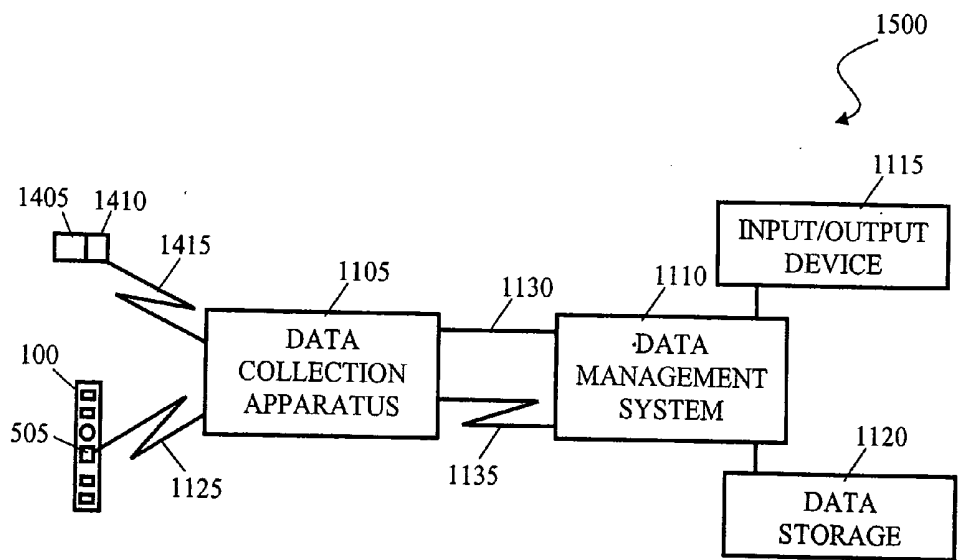 1500
1115
INPUT/OUTPUT
DEVICE
1405
1410
1415
1105
DATA
COLLECTION
APPARATUS
1130
1110
DATA
MANAGEMENT
SYSTEM
100
505
1125
1135
1120
DATA
STORAGE